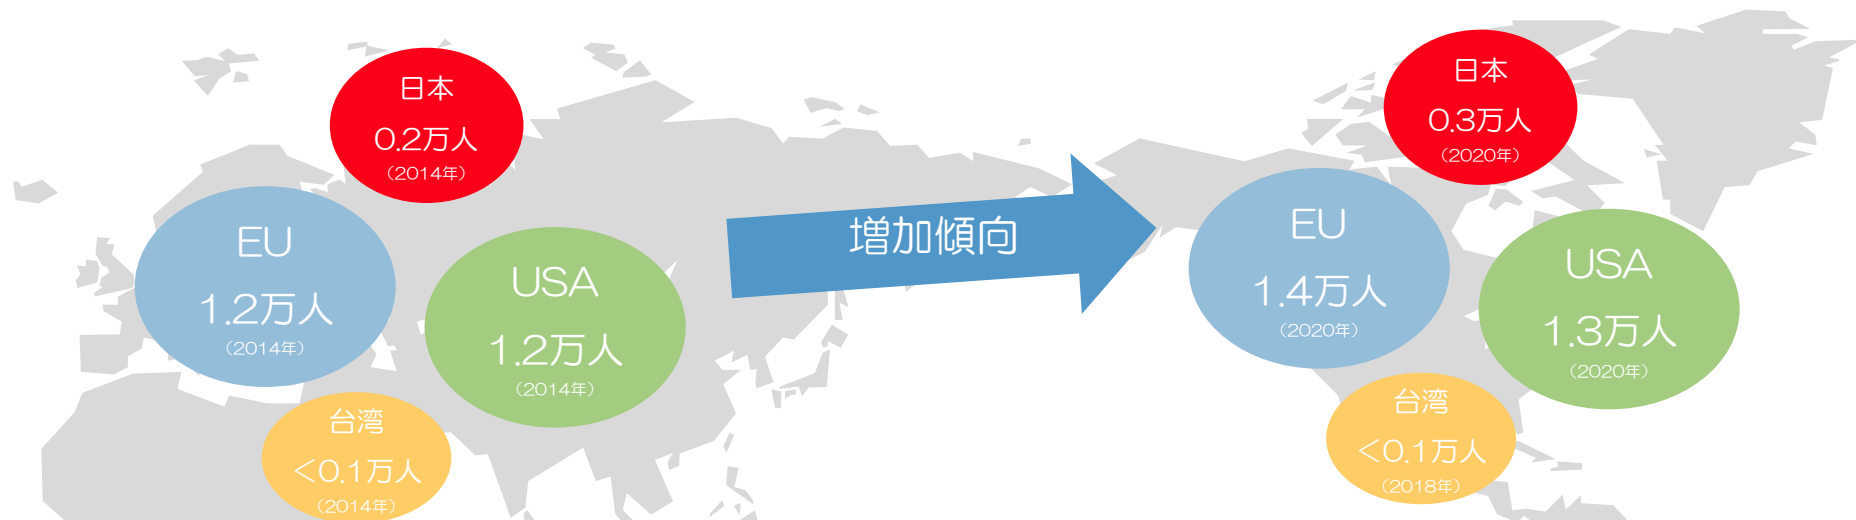 日本
0.2万人
(2014年)
EU
1.2万人
(2014年)
USA
1.2万人
(2014年)
台湾
<0.1万人
(2014年)
増加傾向
日本
0.3万人
(2020年)
EU
1.4万人
(2020年)
USA
1.3万人
(2020年)
台湾
<0.1万人
(2018年)